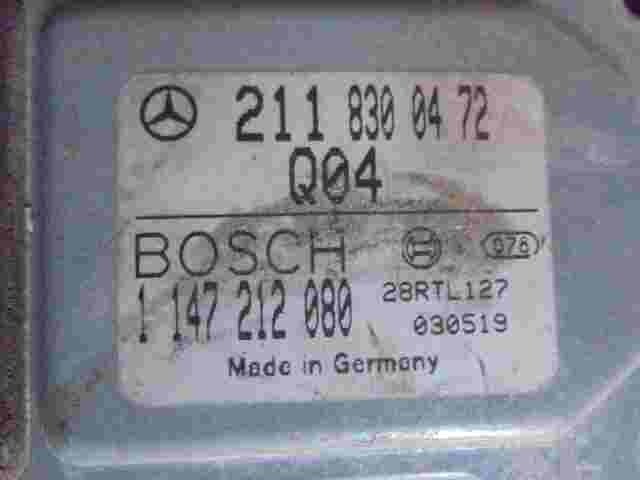 211 830 04 72
Q04
BOSCH 978
1 147 212 080 28RTL127
030519
Made in Germany